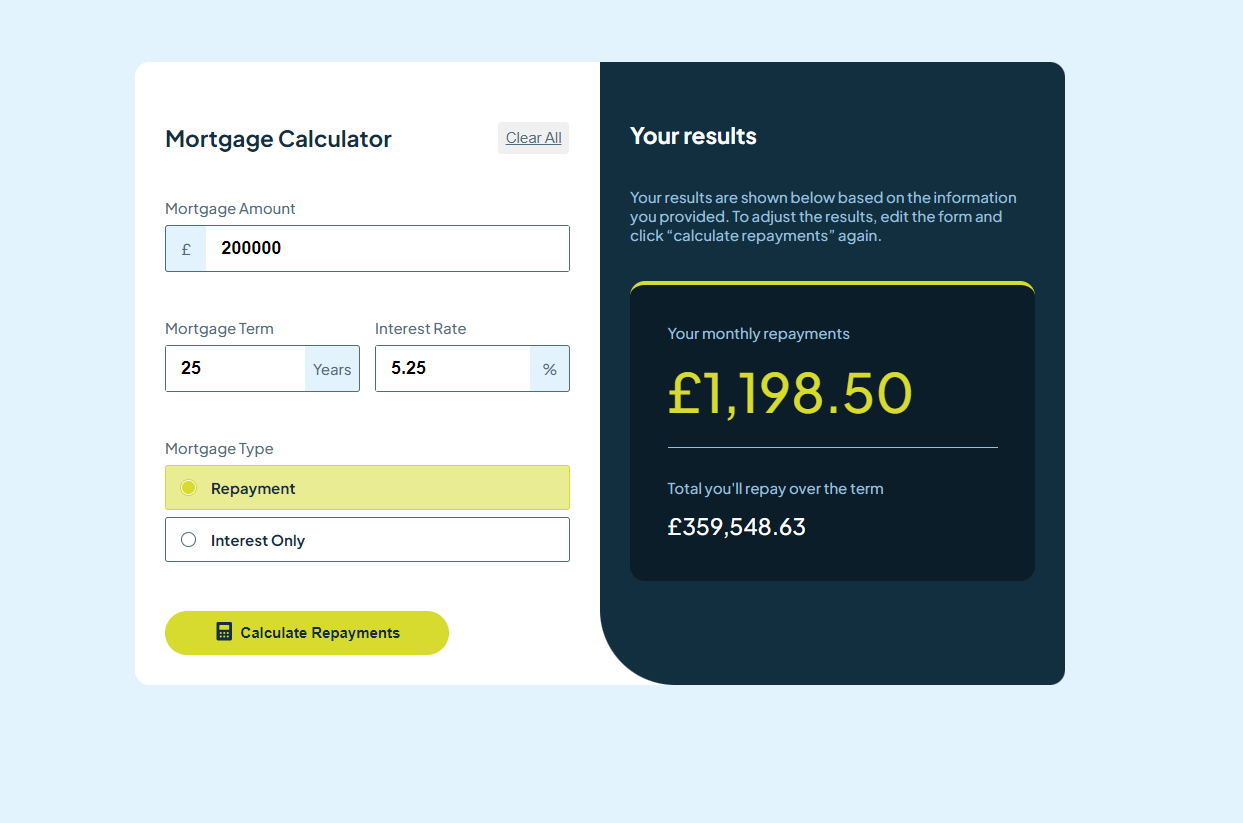 Mortgage Calculator
Clear All
Mortgage Amount
£ 200000
Mortgage Term
25 Years
Interest Rate
5.25 %
Mortgage Type
Repayment
Interest Only
Calculate Repayments
Your results
Your results are shown below based on the information
you provided. To adjust the results, edit the form and
click “calculate repayments” again.
Your monthly repayments
£1,198.50
Total you'll repay over the term
£359,548.63